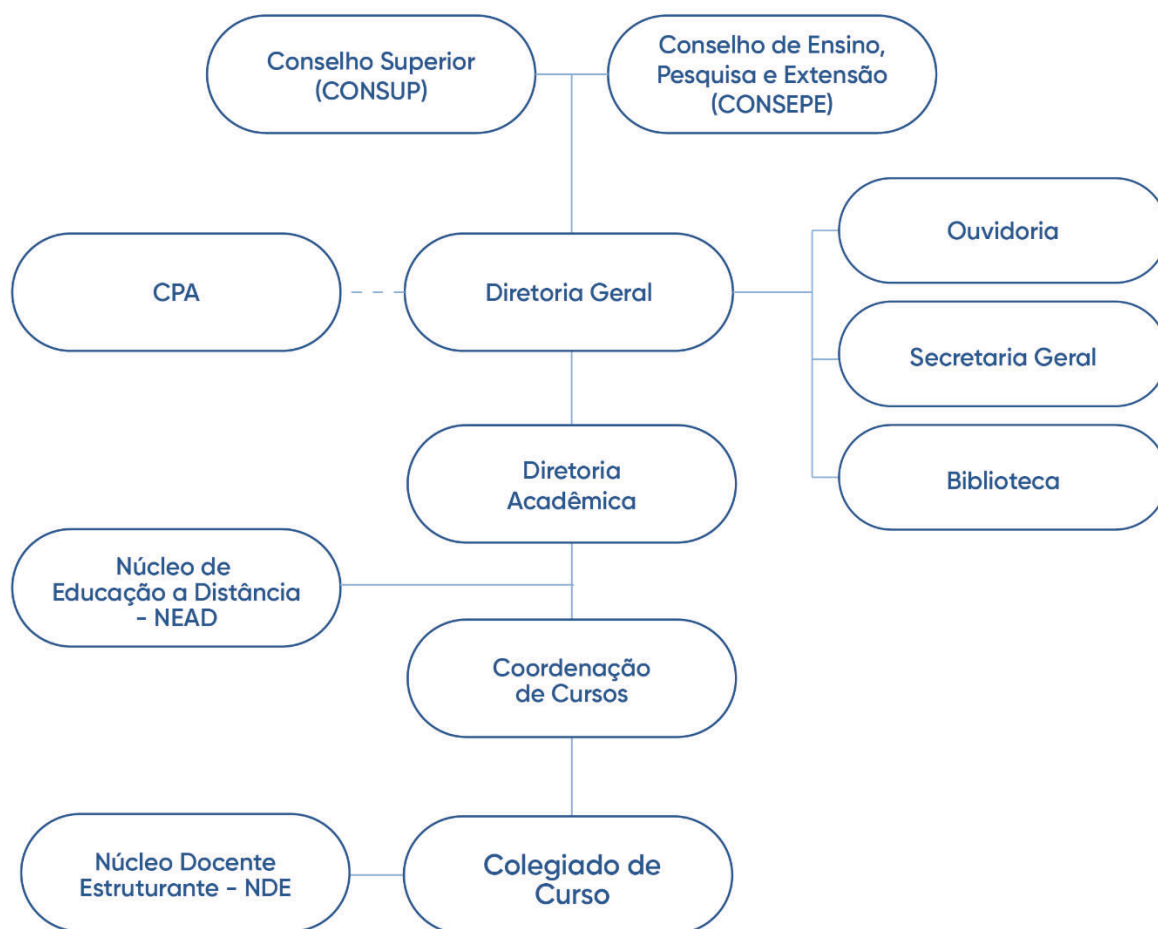 Conselho Superior
(CONSUP)
Conselho de Ensino,
Pesquisa e Extensão
(CONSEPE)
Ouvidoria
CPA
Diretoria Geral
Secretaria Geral
Biblioteca
Diretoria
Acadêmica
Núcleo de
Educação a Distância
- NEAD
Coordenação
de Cursos
Núcleo Docente
Estruturante - NDE
Colegiado de
Curso